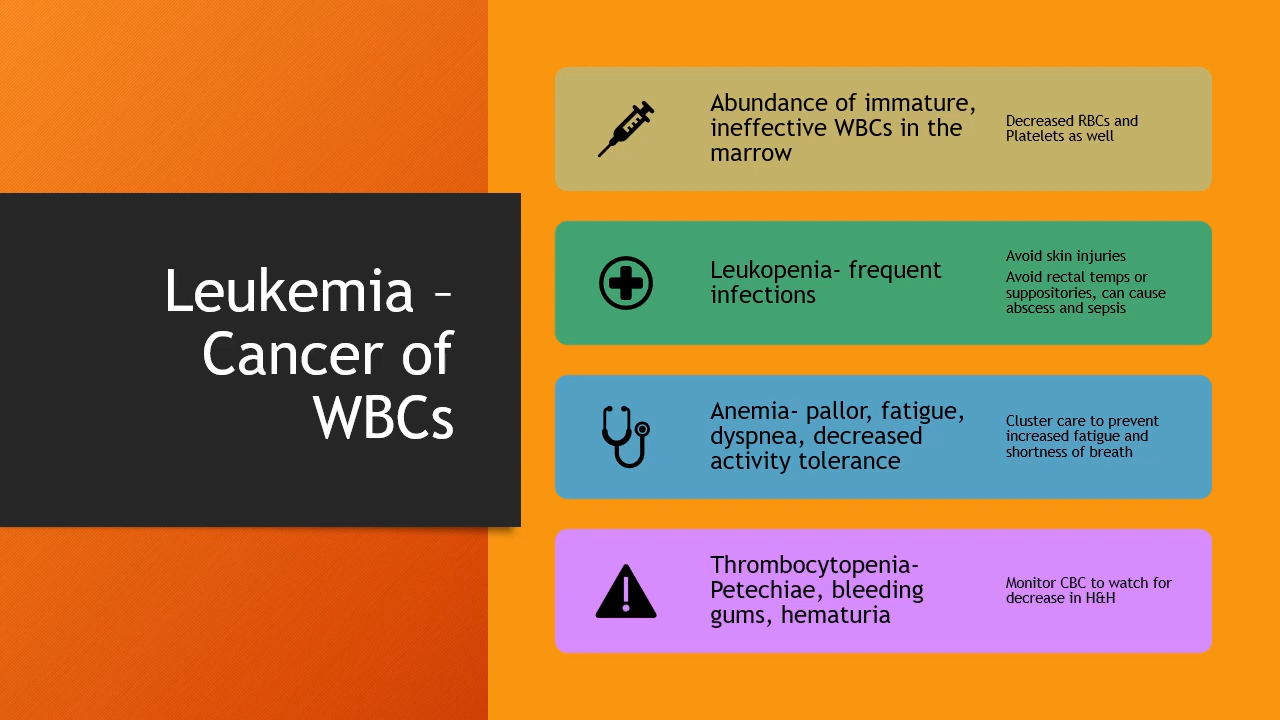 Leukemia –
Cancer of
WBCs
Abundance of immature,
ineffective WBCs in the
marrow
Decreased RBCs and
Platelets as well
Leukopenia- frequent
infections
Avoid skin injuries
Avoid rectal temps or
suppositories, can cause
abscess and sepsis
Anemia- pallor, fatigue,
dyspnea, decreased
activity tolerance
Cluster care to prevent
increased fatigue and
shortness of breath
Thrombocytopenia-
Petechiae, bleeding
gums, hematuria
Monitor CBC to watch for
decrease in H&H